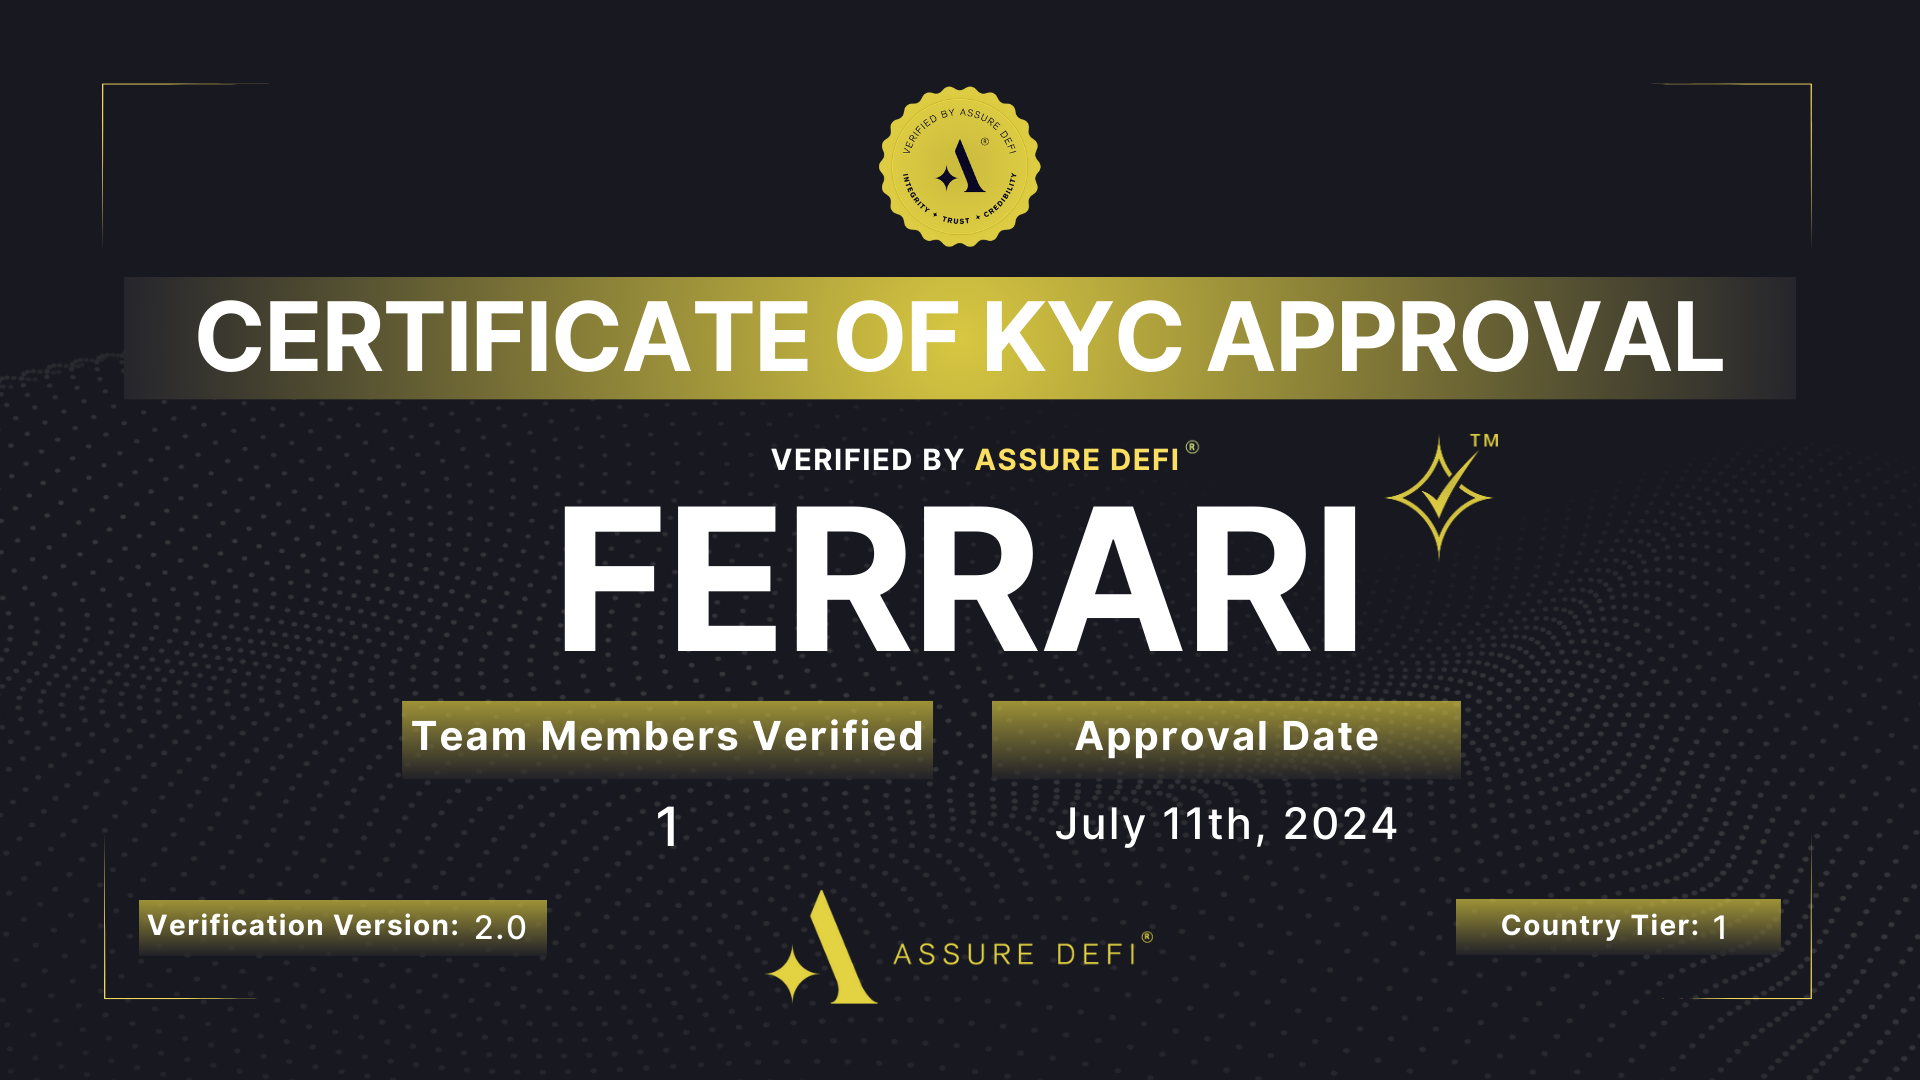 VERIFIED BY ASSURE DEFI
®
INTEGRITY ✦ TRUST ✦ CREDIBILITY
CERTIFICATE OF KYC APPROVAL
VERIFIED BY ASSURE DEFI®
FERRARI
TM
Team Members Verified
1
Approval Date
July 11th, 2024
Verification Version: 2.0
ASSURE DEFI®
Country Tier: 1